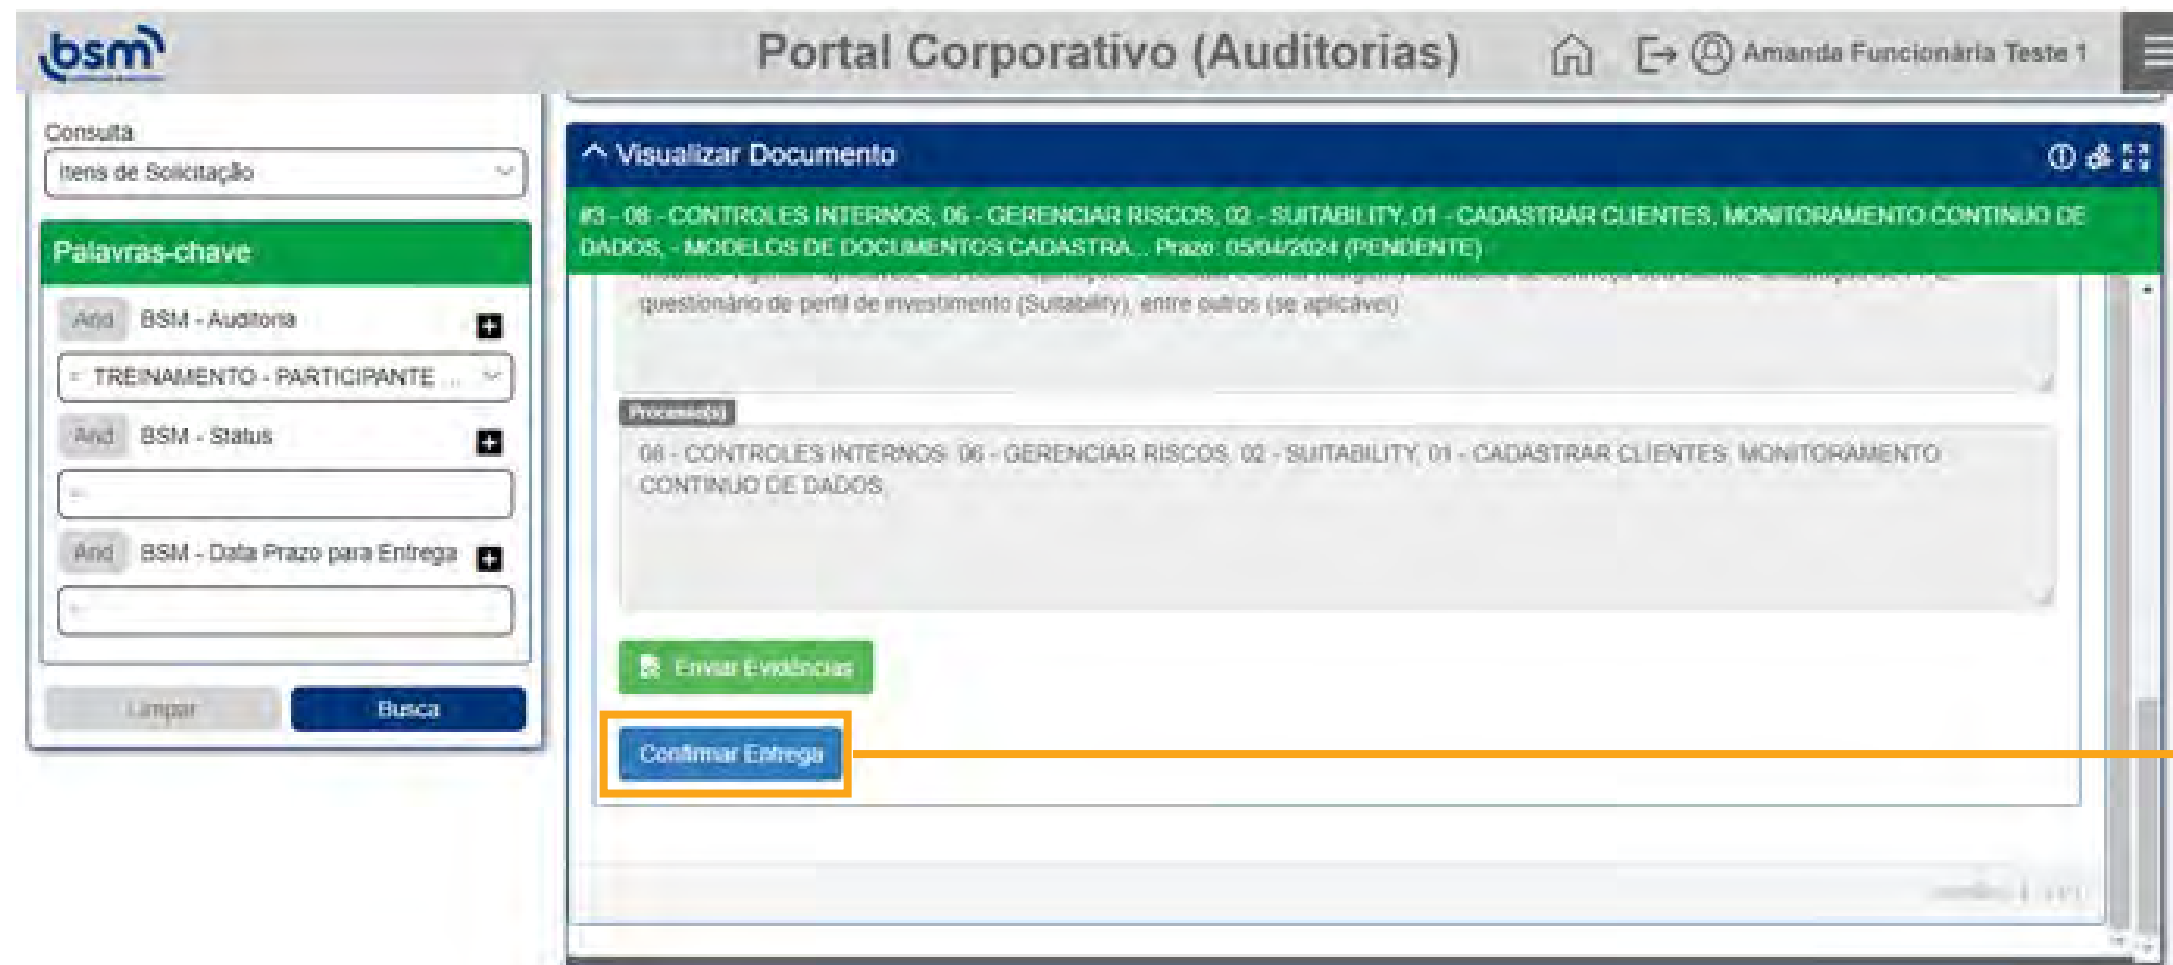 bsm
Portal Corporativo (Auditorias)
Amanda Funcionária Teste 1
Consulta
Itens de Solicitação
Palavras-chave
And BSM - Auditoria
= TREINAMENTO - PARTICIPANTE ...
And BSM - Status
And BSM - Data Prazo para Entrega
Limpar Busca
Visualizar Documento
#3 - 08 - CONTROLES INTERNOS, 06 - GERENCIAR RISCOS, 02 - SUITABILITY, 01 - CADASTRAR CLIENTES, MONITORAMENTO CONTINUO DE
DADOS, - MODELOS DE DOCUMENTOS CADASTRA... Prazo: 05/04/2024 (PENDENTE)
questionário de perfil de investimento (Suitability), entre outros (se aplicável)
Processo(s)
08 - CONTROLES INTERNOS, 06 - GERENCIAR RISCOS, 02 - SUITABILITY, 01 - CADASTRAR CLIENTES, MONITORAMENTO
CONTINUO DE DADOS,
Enviar Evidências
Confirmar Entrega